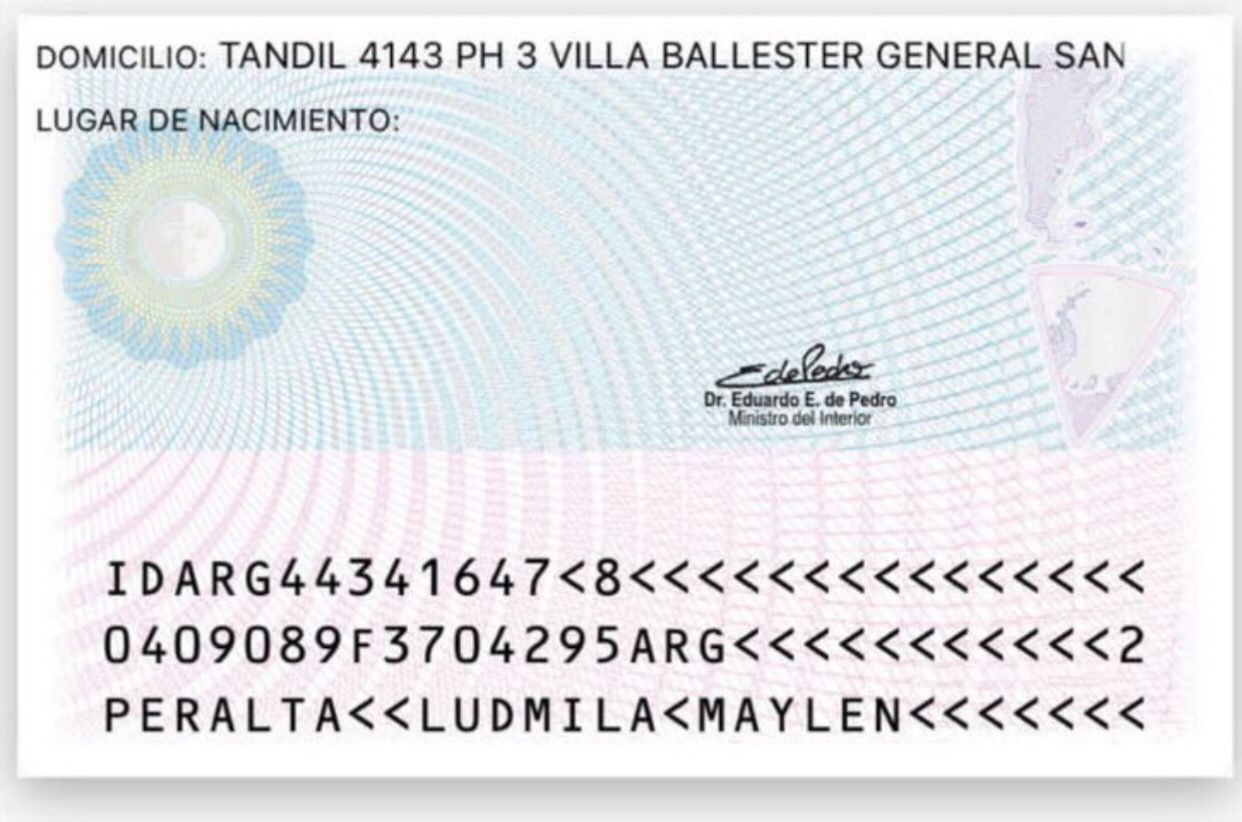 DOMICILIO: TANDIL 4143 PH 3 VILLA BALLESTER GENERAL SAN
LUGAR DE NACIMIENTO:
EdePedro
Dr. Eduardo E. de Pedro
Ministro del Interior
IDARG44341647<8<<<<<<<<<<<<<<<
0409089F3704295ARG<<<<<<<<<<<2
PERALTA<<LUDMILA<MAYLEN<<<<<<<